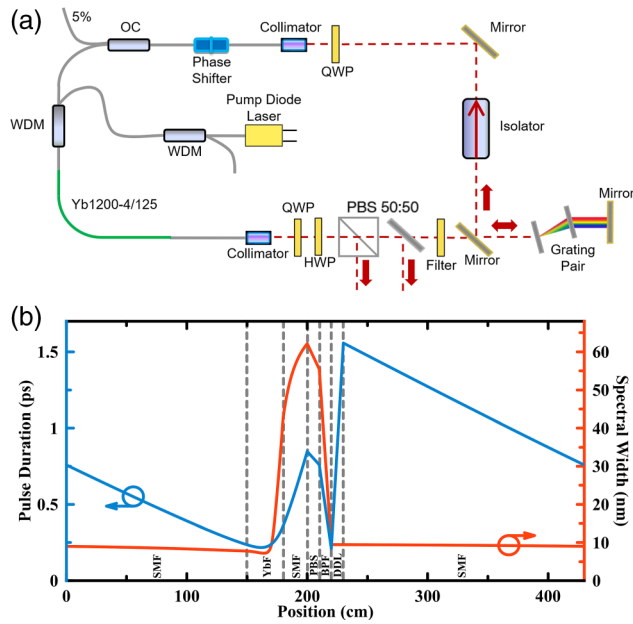 (a)
5%
OC
Phase
Shifter
Collimator
QWP
Mirror
WDM
Pump Diode
Laser
WDM
Isolator
Yb1200-4/125
Collimator
QWP
HWP
PBS 50:50
Filter
Mirror
Grating
Pair
Mirror
(b)
Pulse Duration (ps)
1.5
1
0.5
0
SMF
YbF
SMF
PBS
BPF
DDL
SMF
0
100
200
300
400
Position (cm)
60
50
40
30
20
10
0
Spectral Width (nm)